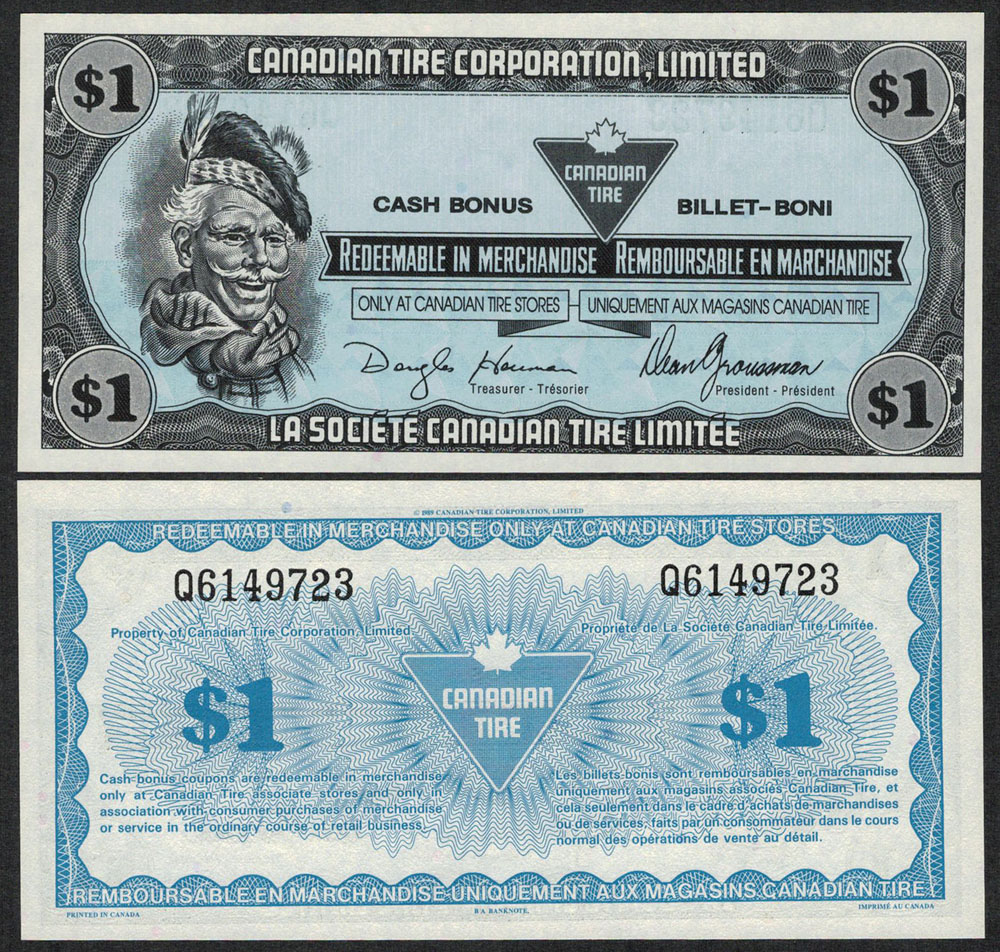 $1
CANADIAN TIRE CORPORATION, LIMITED
$1
CANADIAN
TIRE
CASH BONUS
BILLET-BONI
REDEEMABLE IN MERCHANDISE REMBOURSABLE EN MARCHANDISE
ONLY AT CANADIAN TIRE STORES UNIQUEMENT AUX MAGASINS CANADIAN TIRE
Treasurer - Trésorier
Dean Groussman
President - Président
$1
LA SOCIÉTÉ CANADIAN TIRE LIMITÉE
$1
© 1989 CANADIAN TIRE CORPORATION, LIMITED
REDEEMABLE IN MERCHANDISE ONLY AT CANADIAN TIRE STORES
Q6149723
Q6149723
Property of Canadian Tire Corporation, Limited.
Propriété de La Société Canadian Tire Limitée.
$1
CANADIAN
TIRE
$1
Cash bonus coupons are redeemable in merchandise
only at Canadian Tire associate stores and only in
association with consumer purchases of merchandise
or service in the ordinary course of retail business.
Les billets bonis sont remboursables en marchandise
uniquement aux magasins associés Canadian Tire, et
cela seulement dans le cadre d'achats de marchandises
ou de services, faits par un consommateur dans le cours
normal des opérations de vente au détail.
REMBOURSABLE EN MARCHANDISE UNIQUEMENT AUX MAGASINS CANADIAN TIRE
PRINTED IN CANADA
BA BANKNOTE,
IMPRIMÉ AU CANADA